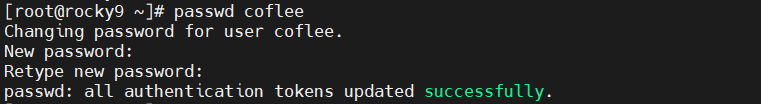 [root@rocky9 ~]# passwd coflee
Changing password for user coflee.
New password:
Retype new password:
passwd: all authentication tokens updated successfully.